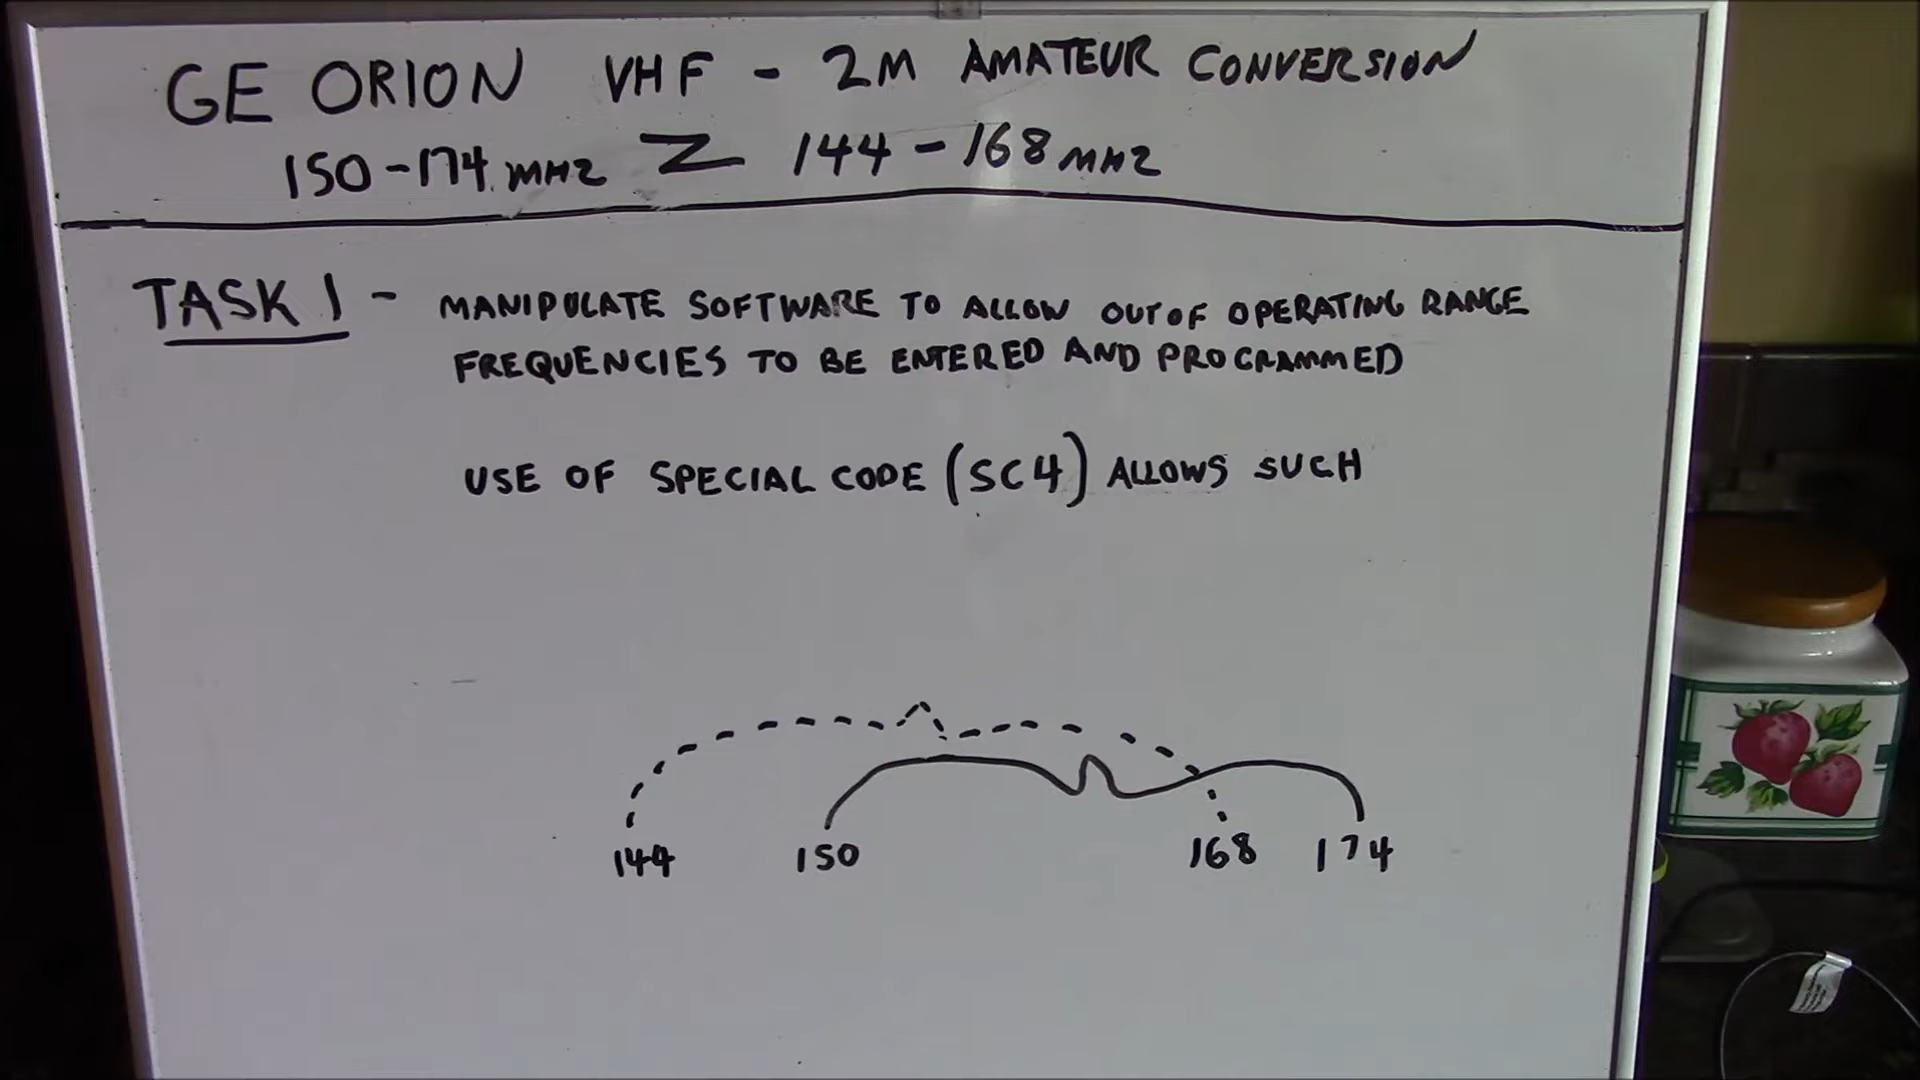 GE ORION VHF - 2M AMATEUR CONVERSION
150-174 MHZ Z 144-168 MHZ
TASK 1 - MANIPULATE SOFTWARE TO ALLOW OUT OF OPERATING RANGE
FREQUENCIES TO BE ENTERED AND PROGRAMMED
USE OF SPECIAL CODE (SC4) ALLOWS SUCH
144 150 168 174